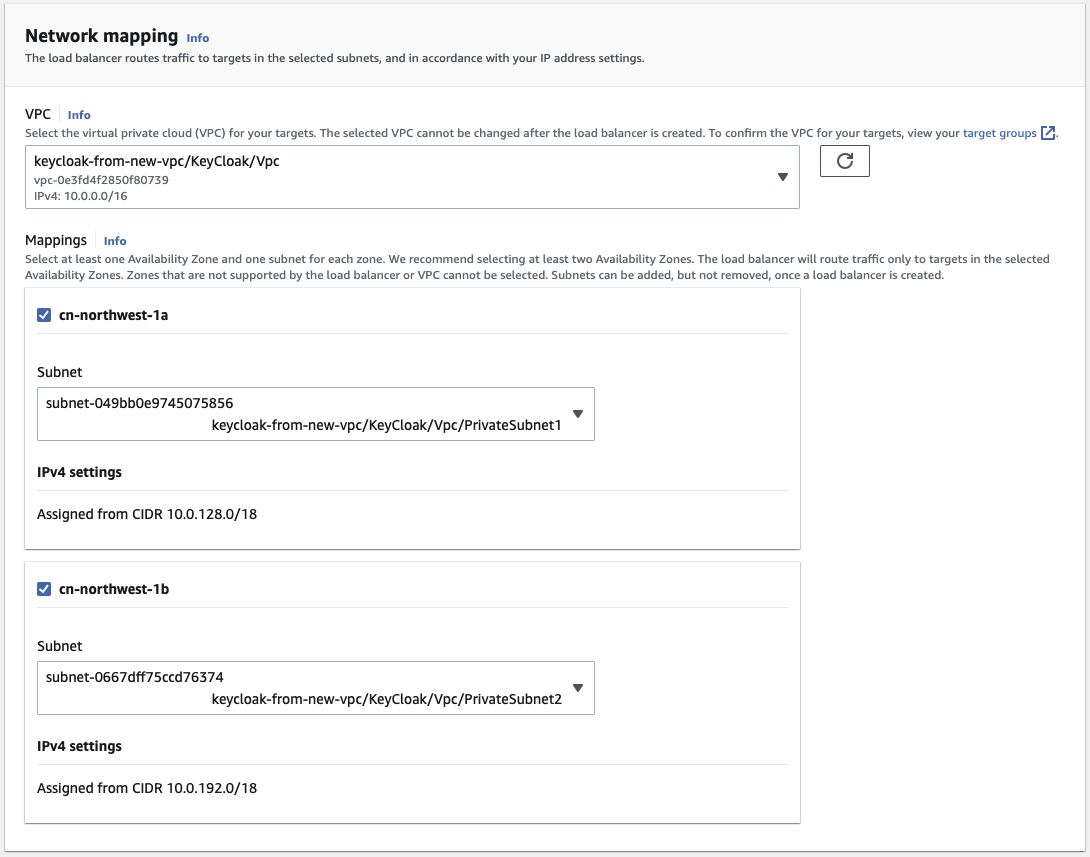 Network mapping Info
The load balancer routes traffic to targets in the selected subnets, and in accordance with your IP address settings.
VPC Info
Select the virtual private cloud (VPC) for your targets. The selected VPC cannot be changed after the load balancer is created. To confirm the VPC for your targets, view your target groups.
keycloak-from-new-vpc/KeyCloak/Vpc
vpc-0e3fd4f2850f80739
IPv4: 10.0.0.0/16
Mappings Info
Select at least one Availability Zone and one subnet for each zone. We recommend selecting at least two Availability Zones. The load balancer will route traffic only to targets in the selected
Availability Zones. Zones that are not supported by the load balancer or VPC cannot be selected. Subnets can be added, but not removed, once a load balancer is created.
cn-northwest-1a
Subnet
subnet-049bb0e9745075856
keycloak-from-new-vpc/KeyCloak/Vpc/PrivateSubnet1
IPv4 settings
Assigned from CIDR 10.0.128.0/18
cn-northwest-1b
Subnet
subnet-0667dff75ccd76374
keycloak-from-new-vpc/KeyCloak/Vpc/PrivateSubnet2
IPv4 settings
Assigned from CIDR 10.0.192.0/18